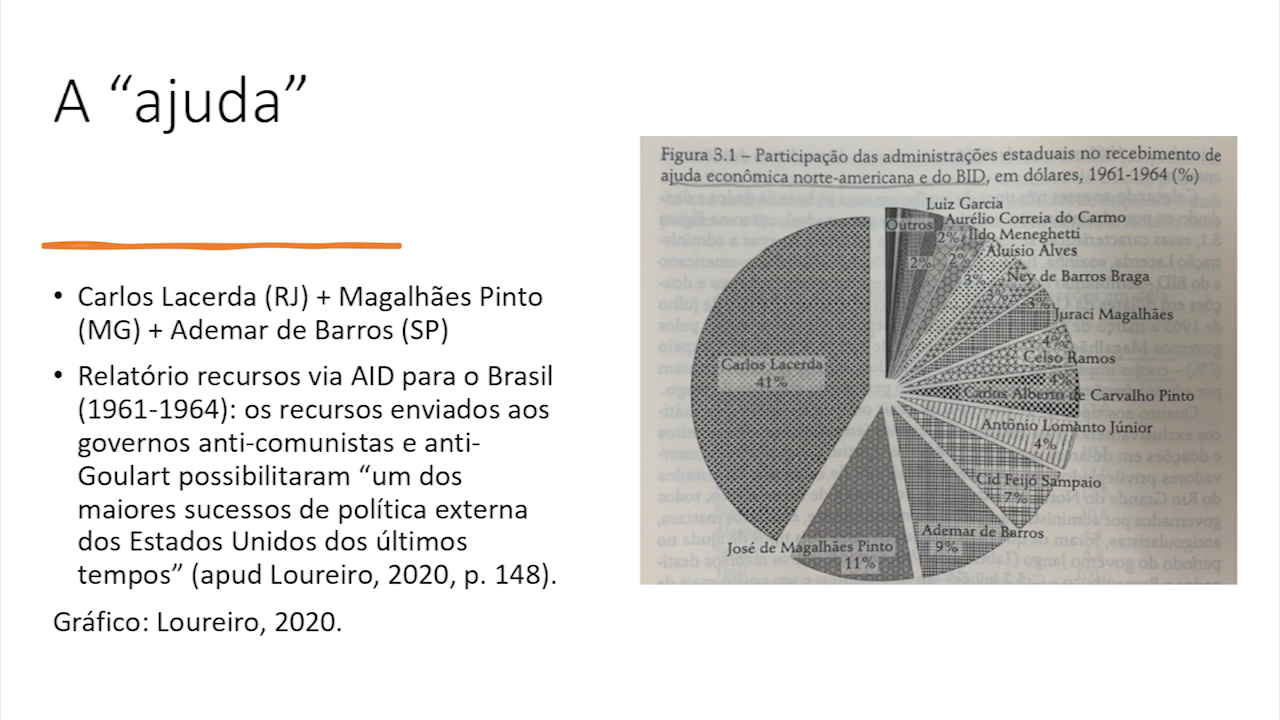 A “ajuda”
• Carlos Lacerda (RJ) + Magalhães Pinto
(MG) + Ademar de Barros (SP)
• Relatório recursos via AID para o Brasil
(1961-1964): os recursos enviados aos
governos anti-comunistas e anti-
Goulart possibilitaram “um dos
maiores sucessos de política externa
dos Estados Unidos dos últimos
tempos” (apud Loureiro, 2020, p. 148).
Gráfico: Loureiro, 2020.
Figura 3.1 – Participação das administrações estaduais no recebimento de
ajuda econômica norte-americana e do BID, em dólares, 1961-1964 (%)
Luiz Garcia
Outros
Aurélio Correia do Carmo
2%
Ildo Meneghetti
2%
2%
Aluísio Alves
3%
Ney de Barros Braga
3%
3%
Juraci Magalhães
4%
Celso Ramos
4%
Carlos Alberto de Carvalho Pinto
Antônio Lomanto Júnior
4%
Cid Feijó Sampaio
7%
Ademar de Barros
9%
José de Magalhães Pinto
11%
Carlos Lacerda
41%